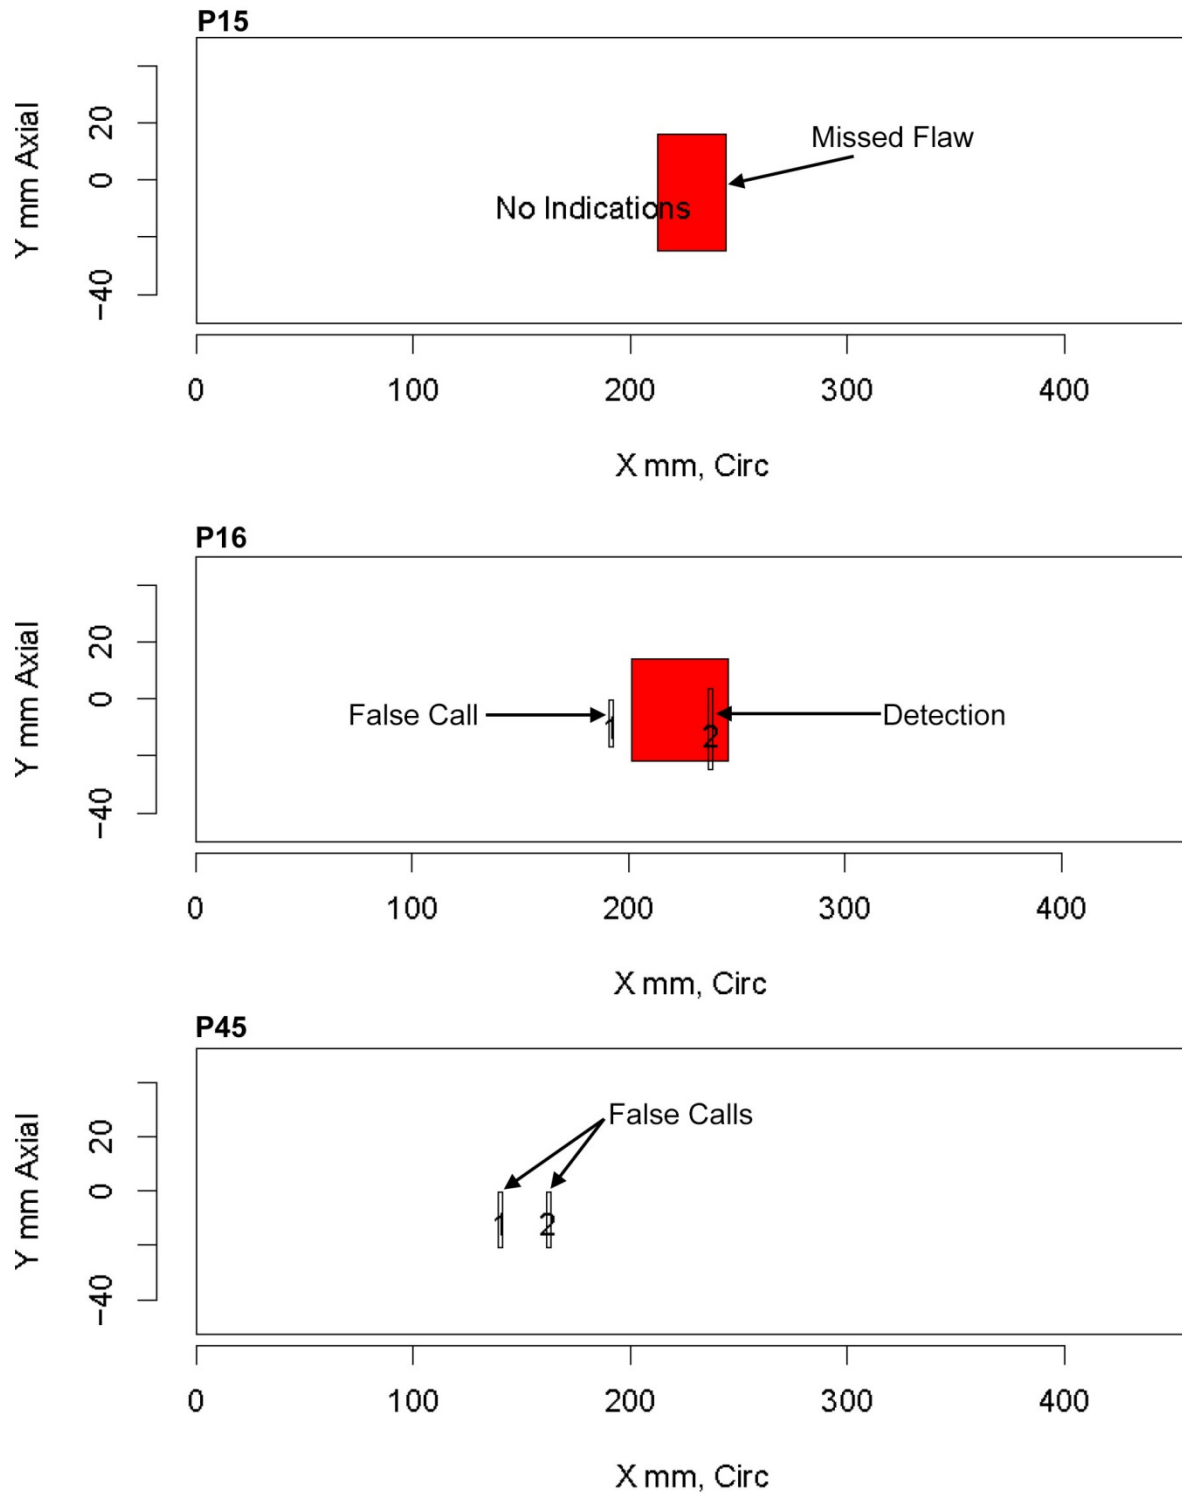 P15
Y mm Axial
20
0
−40
Missed Flaw
No Indications
0 100 200 300 400
X mm, Circ
P16
Y mm Axial
20
0
−40
False Call
1
2
Detection
0 100 200 300 400
X mm, Circ
P45
Y mm Axial
20
0
−40
False Calls
1 2
0 100 200 300 400
X mm, Circ